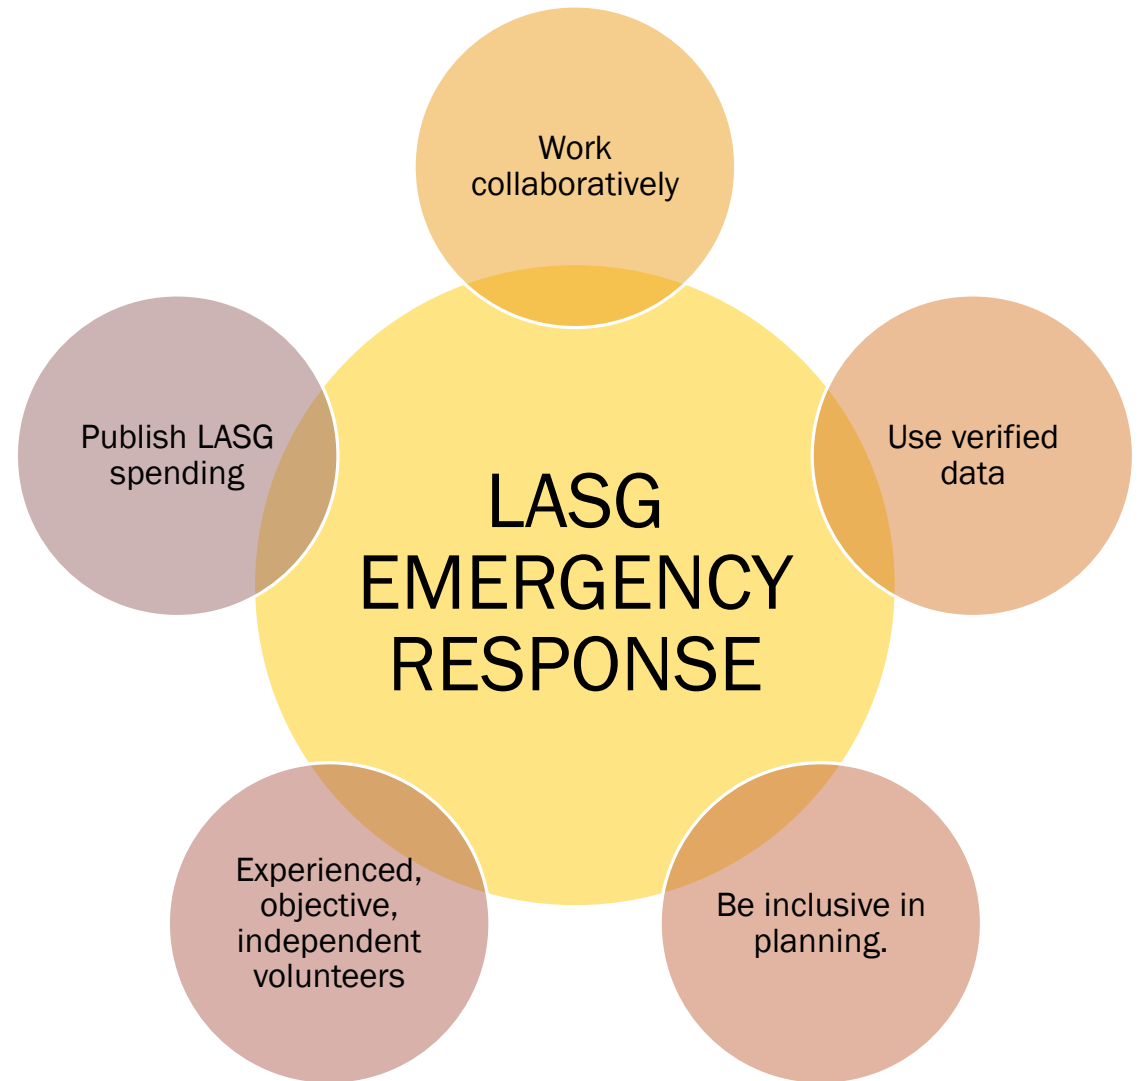 Work
collaboratively
Use verified
data
Be inclusive in
planning.
Experienced,
objective,
independent
volunteers
Publish LASG
spending
LASG
EMERGENCY
RESPONSE